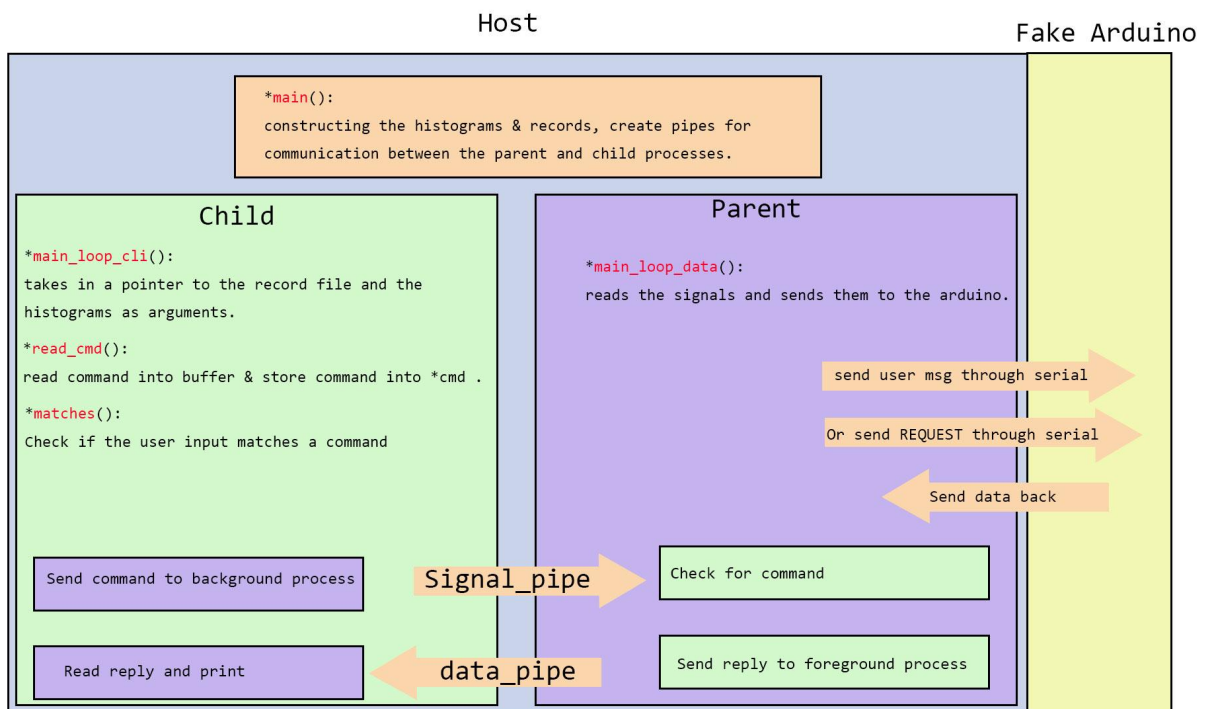 Host
Fake Arduino
*main():
constructing the histograms & records, create pipes for
communication between the parent and child processes.
Child
*main_loop_cli():
takes in a pointer to the record file and the
histograms as arguments.
*read_cmd():
read command into buffer & store command into *cmd .
*matches():
Check if the user input matches a command
Parent
*main_loop_data():
reads the signals and sends them to the arduino.
send user msg through serial
Or send REQUEST through serial
Send data back
Send command to background process
Signal_pipe
Check for command
Read reply and print
data_pipe
Send reply to foreground process